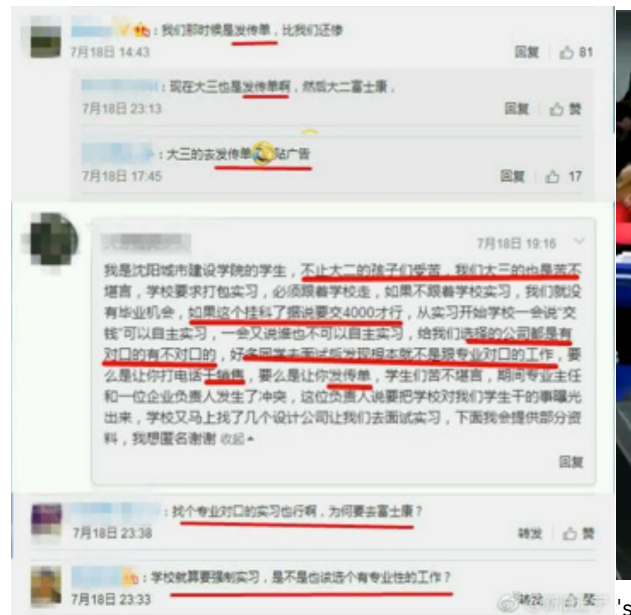 ：我们那时候是发传单，比我们还惨
7月18日 14:43
回复 81
：现在大三也是发传单啊，然后大二富士康，
7月18日 23:13
回复 赞
：大三的去发传单 贴广告
7月18日 17:45
回复 17
7月18日 19:16
我是沈阳城市建设学院的学生，不止大二的孩子们受苦，我们大三的也是苦不
堪言，学校要求打包实习，必须跟着学校走，如果不跟着学校实习，我们就没
有毕业机会，如果这个挂科了据说要交4000才行，从实习开始学校一会说“交
钱”可以自主实习，一会又说谁也不可以自主实习，给我们选择的公司都是有
对口的有不对口的，好多同学去面试后发现根本就不是跟专业对口的工作，要
么是让你打电话干销售，要么是让你发传单，学生们苦不堪言，期间专业主任
和一位企业负责人发生了冲突，这位负责人说要把学校对我们学生干的事曝光
出来，学校又马上找了几个设计公司让我们去面试实习，下面我会提供部分资
料，我想匿名谢谢 收起
回复
：找个专业对口的实习也行啊，为何要去富士康？
7月18日 23:38
转发 赞
：学校就算要强制实习，是不是也该选个有专业性的工作？
7月18日 23:33
转发 赞
's